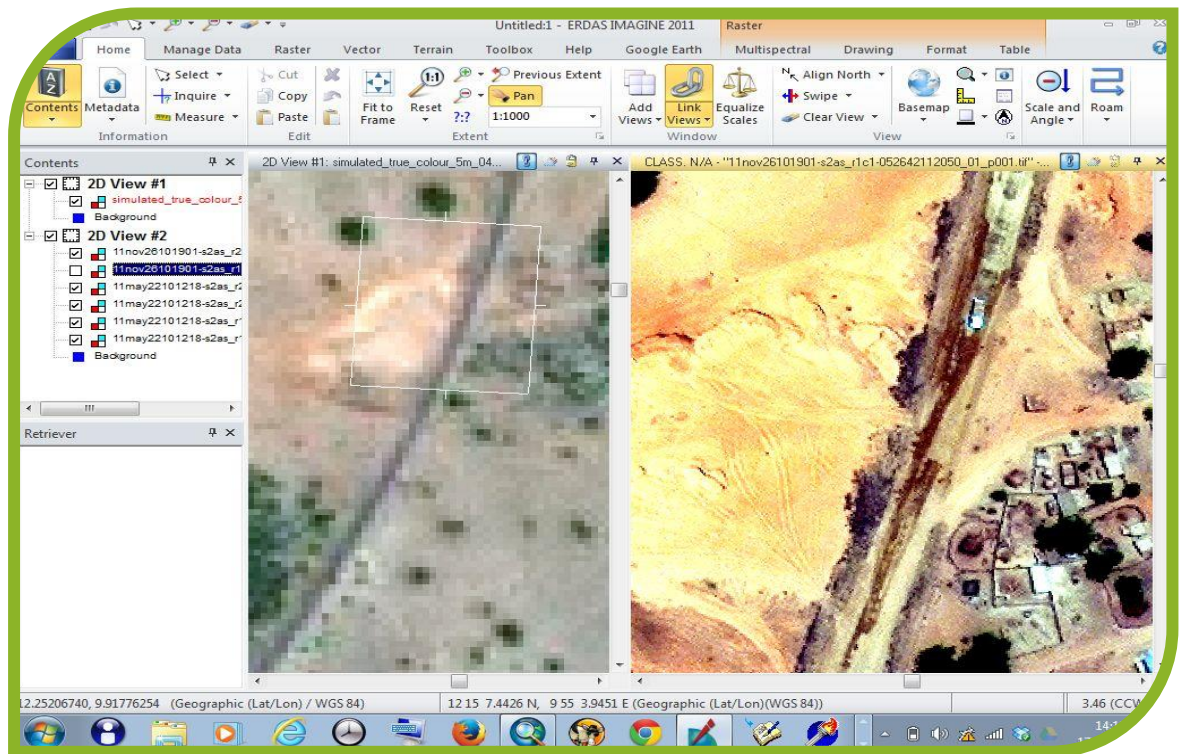 Untitled:1 - ERDAS IMAGINE 2011 Raster
Home Manage Data Raster Vector Terrain Toolbox Help Google Earth Multispectral Drawing Format Table
Contents
Metadata
Information
Select
Inquire
Measure
Cut
Copy
Paste
Edit
Fit to Frame
Reset
Previous Extent
Pan
1:1000
Extent
Add Views
Link Views
Equalize Scales
Window
Align North
Swipe
Clear View
Basemap
View
Scale and Angle
Roam
Contents
2D View #1
simulated_true_colour_5
Background
2D View #2
11nov26101901-s2as_r2
11nov26101901-s2as_r1
11may22101218-s2as_r2
11may22101218-s2as_r2
11may22101218-s2as_r1
11may22101218-s2as_r1
Background
Retriever
2D View #1: simulated_true_colour_5m_04...
CLASS. N/A - "11nov26101901-s2as_r1c1-052642112050_01_p001.tif" -...
12.25206740, 9.91776254 (Geographic (Lat/Lon) / WGS 84)
12 15 7.4426 N, 9 55 3.9451 E (Geographic (Lat/Lon)(WGS 84))
3.46 (CCW